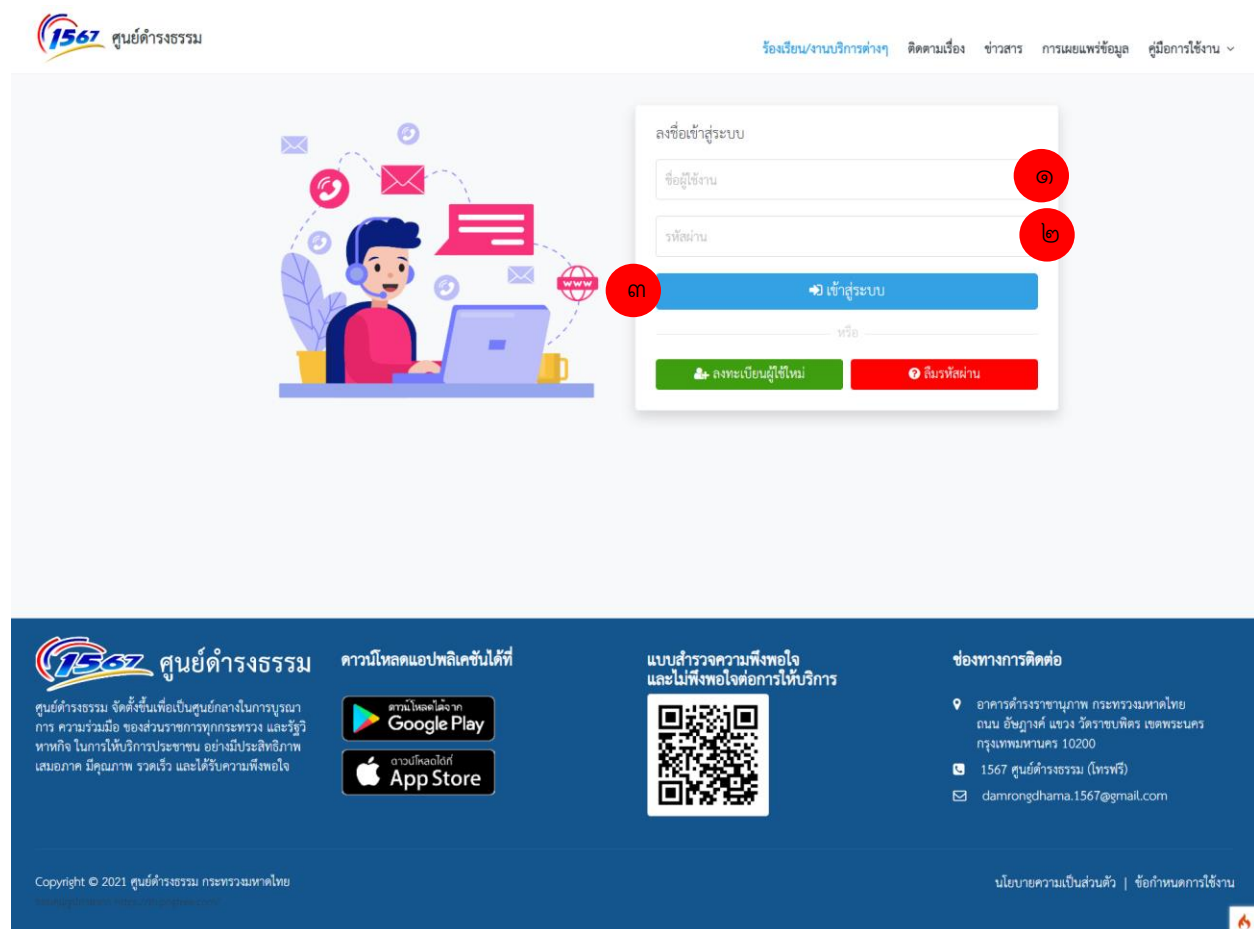 1567 ศูนย์ดำรงธรรม
ร้องเรียน/งานบริการต่างๆ ติดตามเรื่อง ข่าวสาร การเผยแพร่ข้อมูล คู่มือการใช้งาน
ลงชื่อเข้าสู่ระบบ
ชื่อผู้ใช้งาน
๑
รหัสผ่าน
๒
WWW
๓
เข้าสู่ระบบ
หรือ
ลงทะเบียนผู้ใช้ใหม่
ลืมรหัสผ่าน
1567 ศูนย์ดำรงธรรม
ศูนย์ดำรงธรรม จัดตั้งขึ้นเพื่อเป็นศูนย์กลางในการบูรณา
การ ความร่วมมือ ของส่วนราชการทุกกระทรวง และรัฐวิ
หาหกิจ ในการให้บริการประชาชน อย่างมีประสิทธิภาพ
เสมอภาค มีคุณภาพ รวดเร็ว และได้รับความพึงพอใจ
ดาวน์โหลดแอปพลิเคชันได้ที่
ดาวน์โหลดได้จาก
Google Play
ดาวน์โหลดได้ที่
App Store
แบบสำรวจความพึงพอใจ
และไม่พึงพอใจต่อการให้บริการ
ช่องทางการติดต่อ
อาคารดำรงราชานุภาพ กระทรวงมหาดไทย
ถนน อัษฎางค์ แขวง วัดราชบพิตร เขตพระนคร
กรุงเทพมหานคร 10200
1567 ศูนย์ดำรงธรรม (โทรฟรี)
damrongdhama.1567@gmail.com
Copyright © 2021 ศูนย์ดำรงธรรม กระทรวงมหาดไทย
นโยบายความเป็นส่วนตัว | ข้อกำหนดการใช้งาน